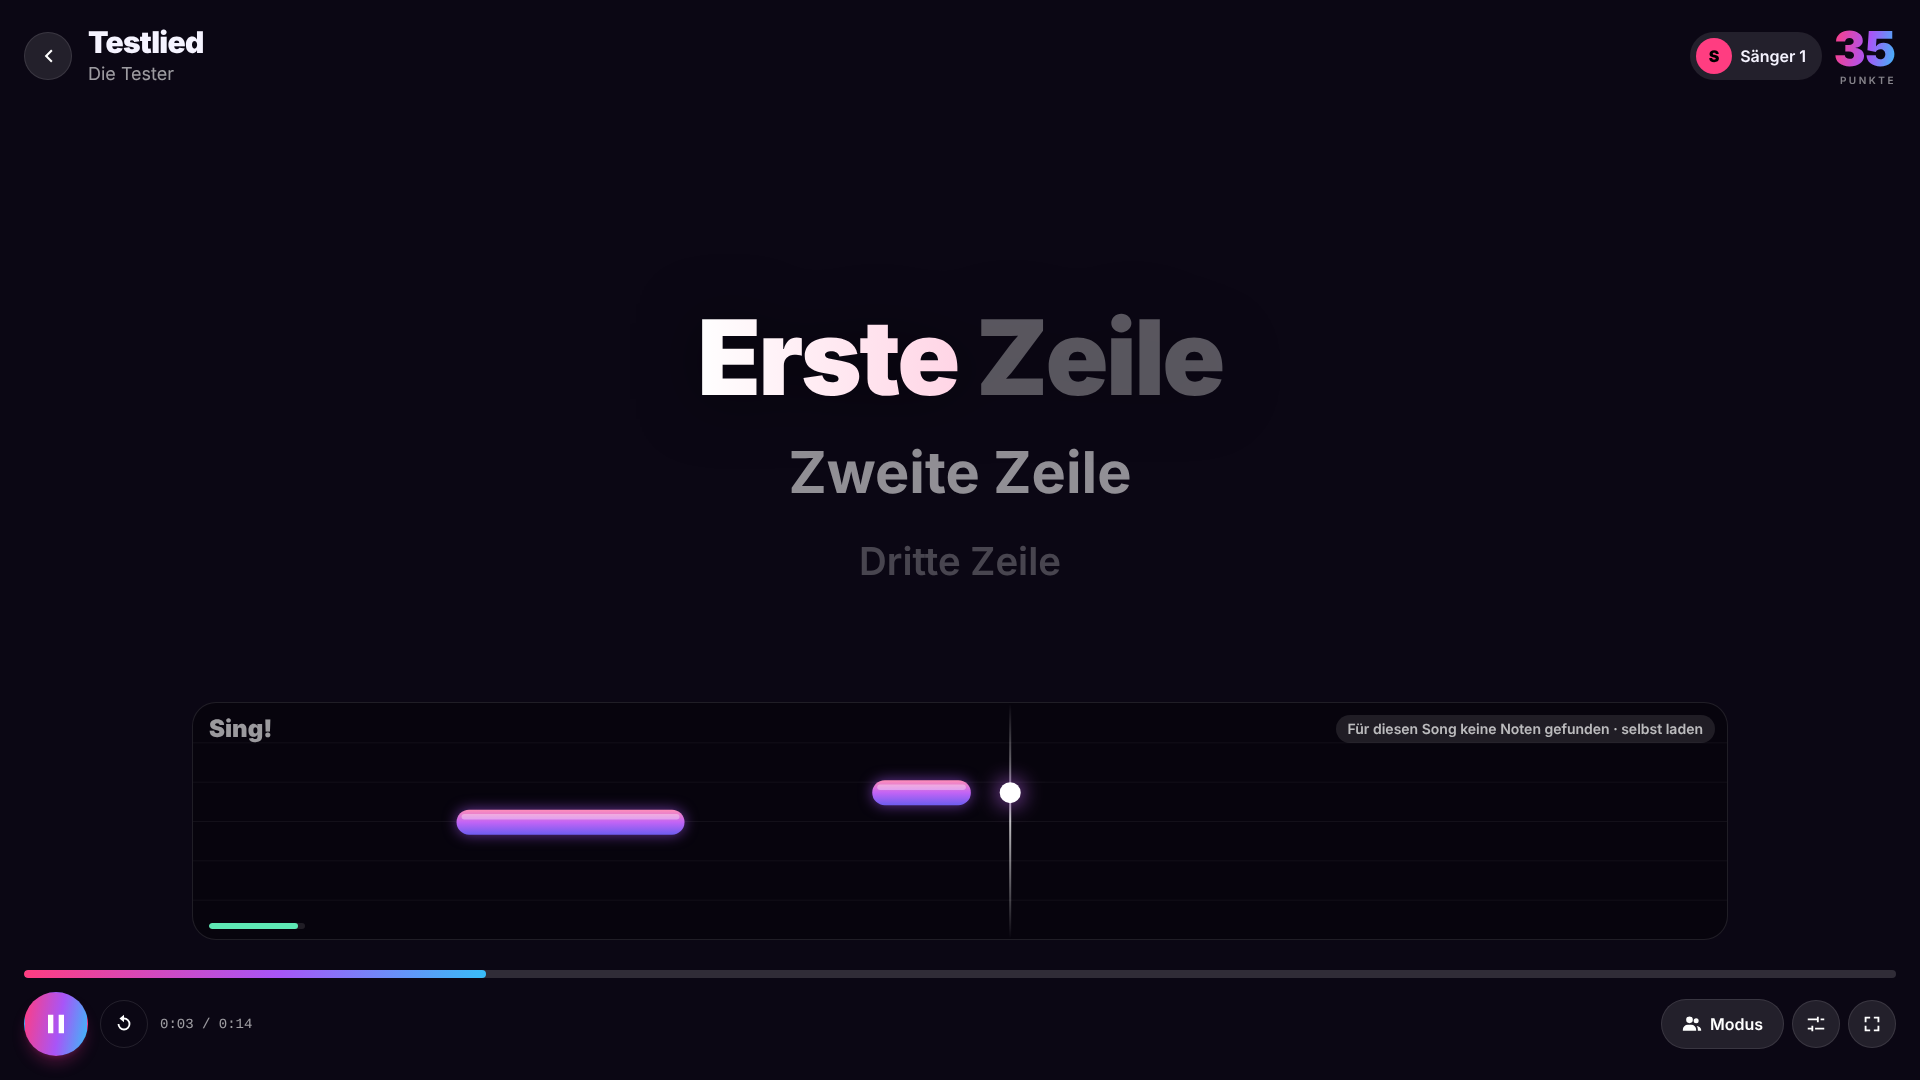 Testlied
Die Tester
S Sänger 1
35
PUNKTE
Erste Zeile
Zweite Zeile
Dritte Zeile
Sing!
Für diesen Song keine Noten gefunden · selbst laden
0:03 / 0:14
Modus